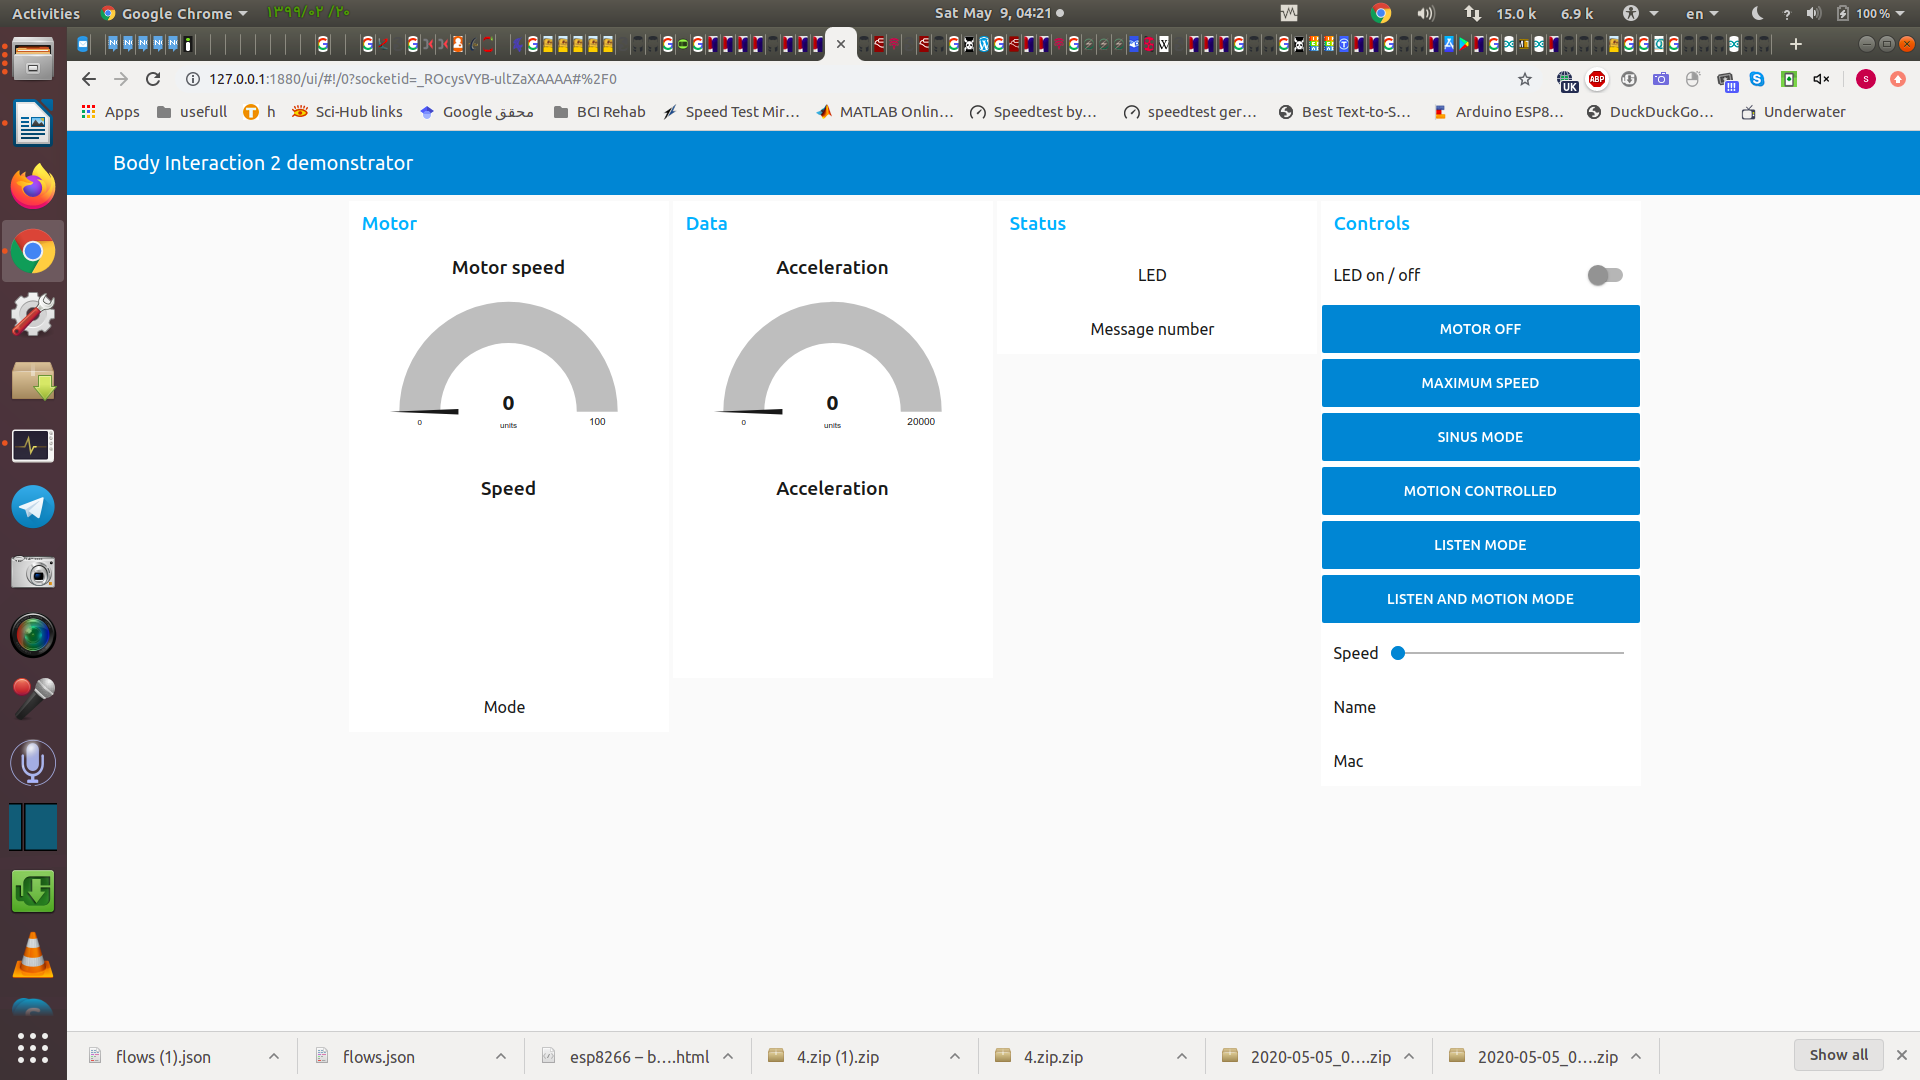 Activities
Google Chrome
۱۳۹۹/۰۲/۲۰
Sat May 9, 04:21
15.0 k
6.9 k
en
100 %
127.0.0.1:1880/ui/#!/0?socketid=_ROcysVYB-ultZaXAAAA#%2F0
UK
ABP
S
Apps
usefull
h
Sci-Hub links
Google محقق
BCI Rehab
Speed Test Mir...
MATLAB Onlin...
Speedtest by...
speedtest ger...
Best Text-to-S...
Arduino ESP8...
DuckDuckGo...
Underwater
Body Interaction 2 demonstrator
Motor
Motor speed
0
units
0
100
Speed
Mode
Data
Acceleration
0
units
0
20000
Acceleration
Status
LED
Message number
Controls
LED on / off
MOTOR OFF
MAXIMUM SPEED
SINUS MODE
MOTION CONTROLLED
LISTEN MODE
LISTEN AND MOTION MODE
Speed
Name
Mac
flows (1).json
flows.json
esp8266 – b....html
4.zip (1).zip
4.zip.zip
2020-05-05_0....zip
2020-05-05_0....zip
Show all